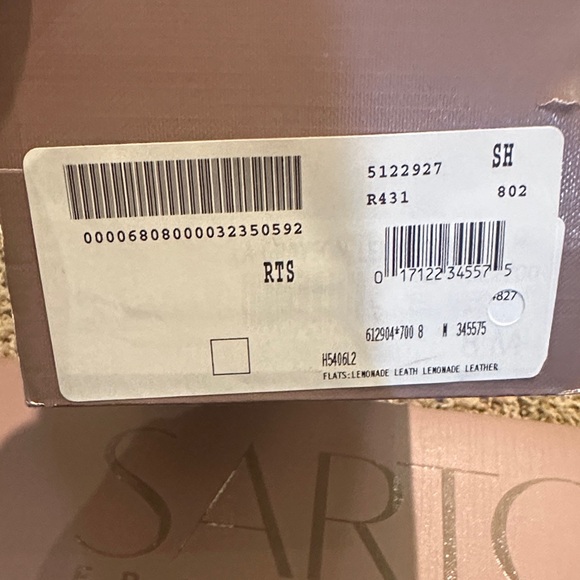 5122927 SH
R431 802
00006808000032350592
RTS
0 17122 34557 5
827
612904*700 8 M 345575
H5406L2
FLATS:LEMONADE LEATH LEMONADE LEATHER
SARTO